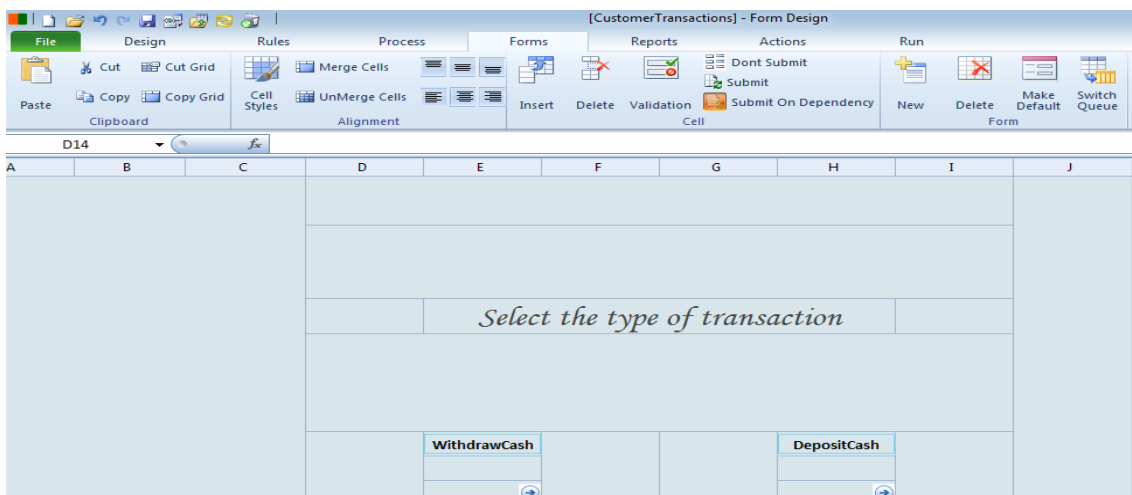 [CustomerTransactions] - Form Design
File Design Rules Process Forms Reports Actions Run
Cut Cut Grid Merge Cells Dont Submit
Submit
Copy Copy Grid UnMerge Cells Submit On Dependency
Paste Cell Styles Insert Delete Validation New Delete Make Default Switch Queue
Clipboard Alignment Cell Form
D14 fx
A B C D E F G H I J
Select the type of transaction
WithdrawCash DepositCash